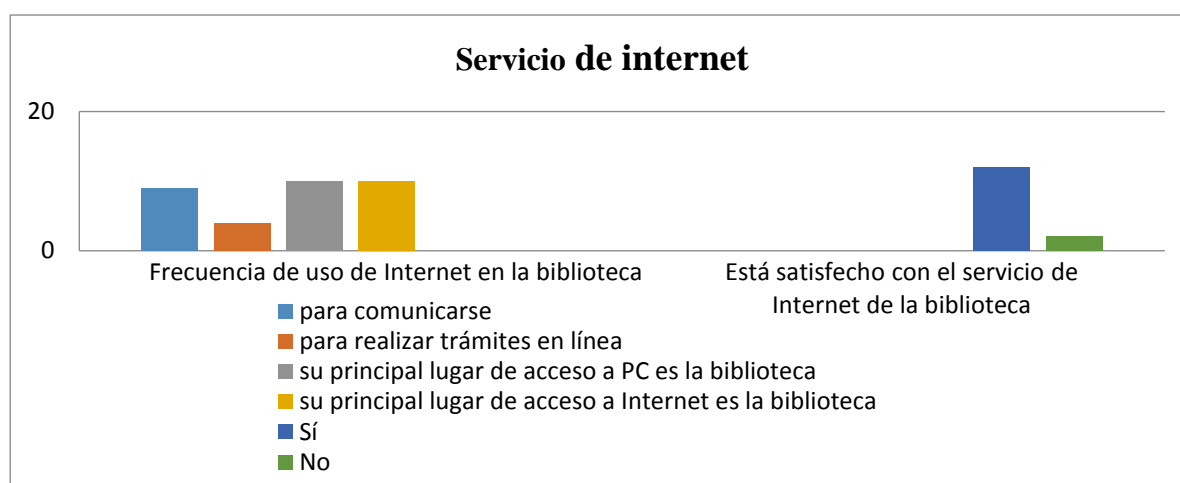 Servicio de internet
20
0
Frecuencia de uso de Internet en la biblioteca
Está satisfecho con el servicio de
Internet de la biblioteca
para comunicarse
para realizar trámites en línea
su principal lugar de acceso a PC es la biblioteca
su principal lugar de acceso a Internet es la biblioteca
Sí
No